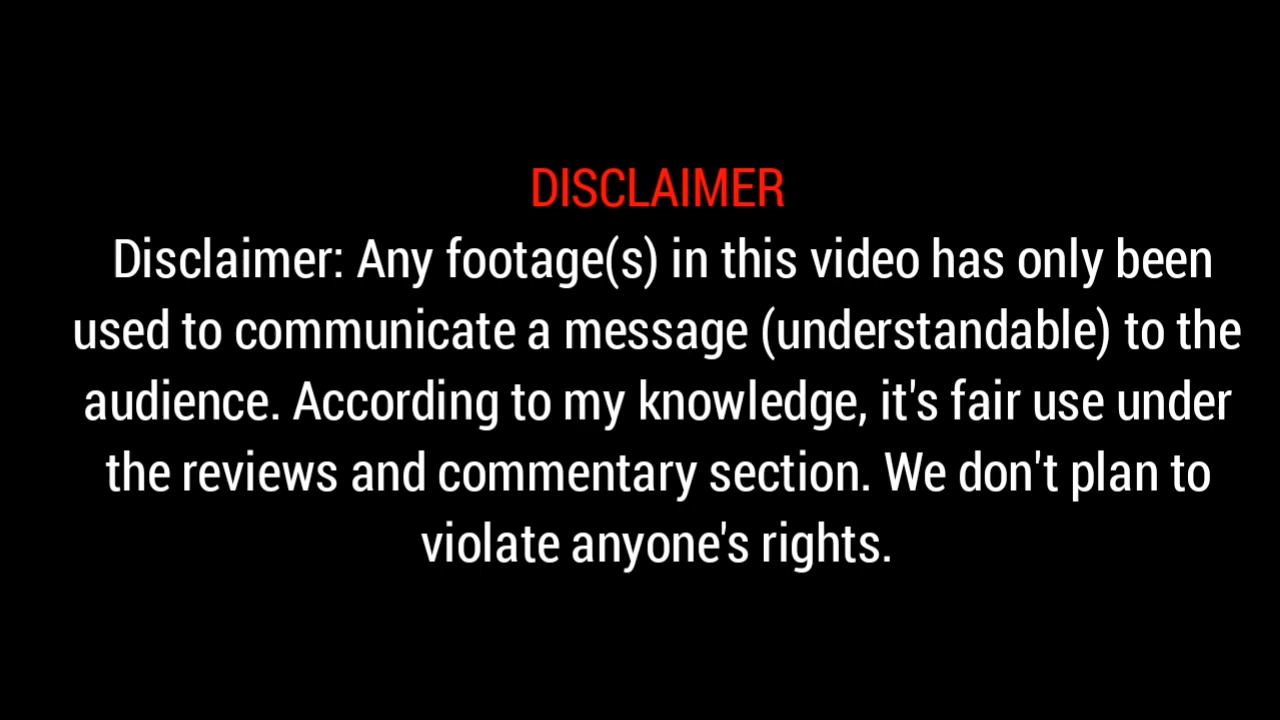 DISCLAIMER
Disclaimer: Any footage(s) in this video has only been
used to communicate a message (understandable) to the
audience. According to my knowledge, it's fair use under
the reviews and commentary section. We don't plan to
violate anyone's rights.